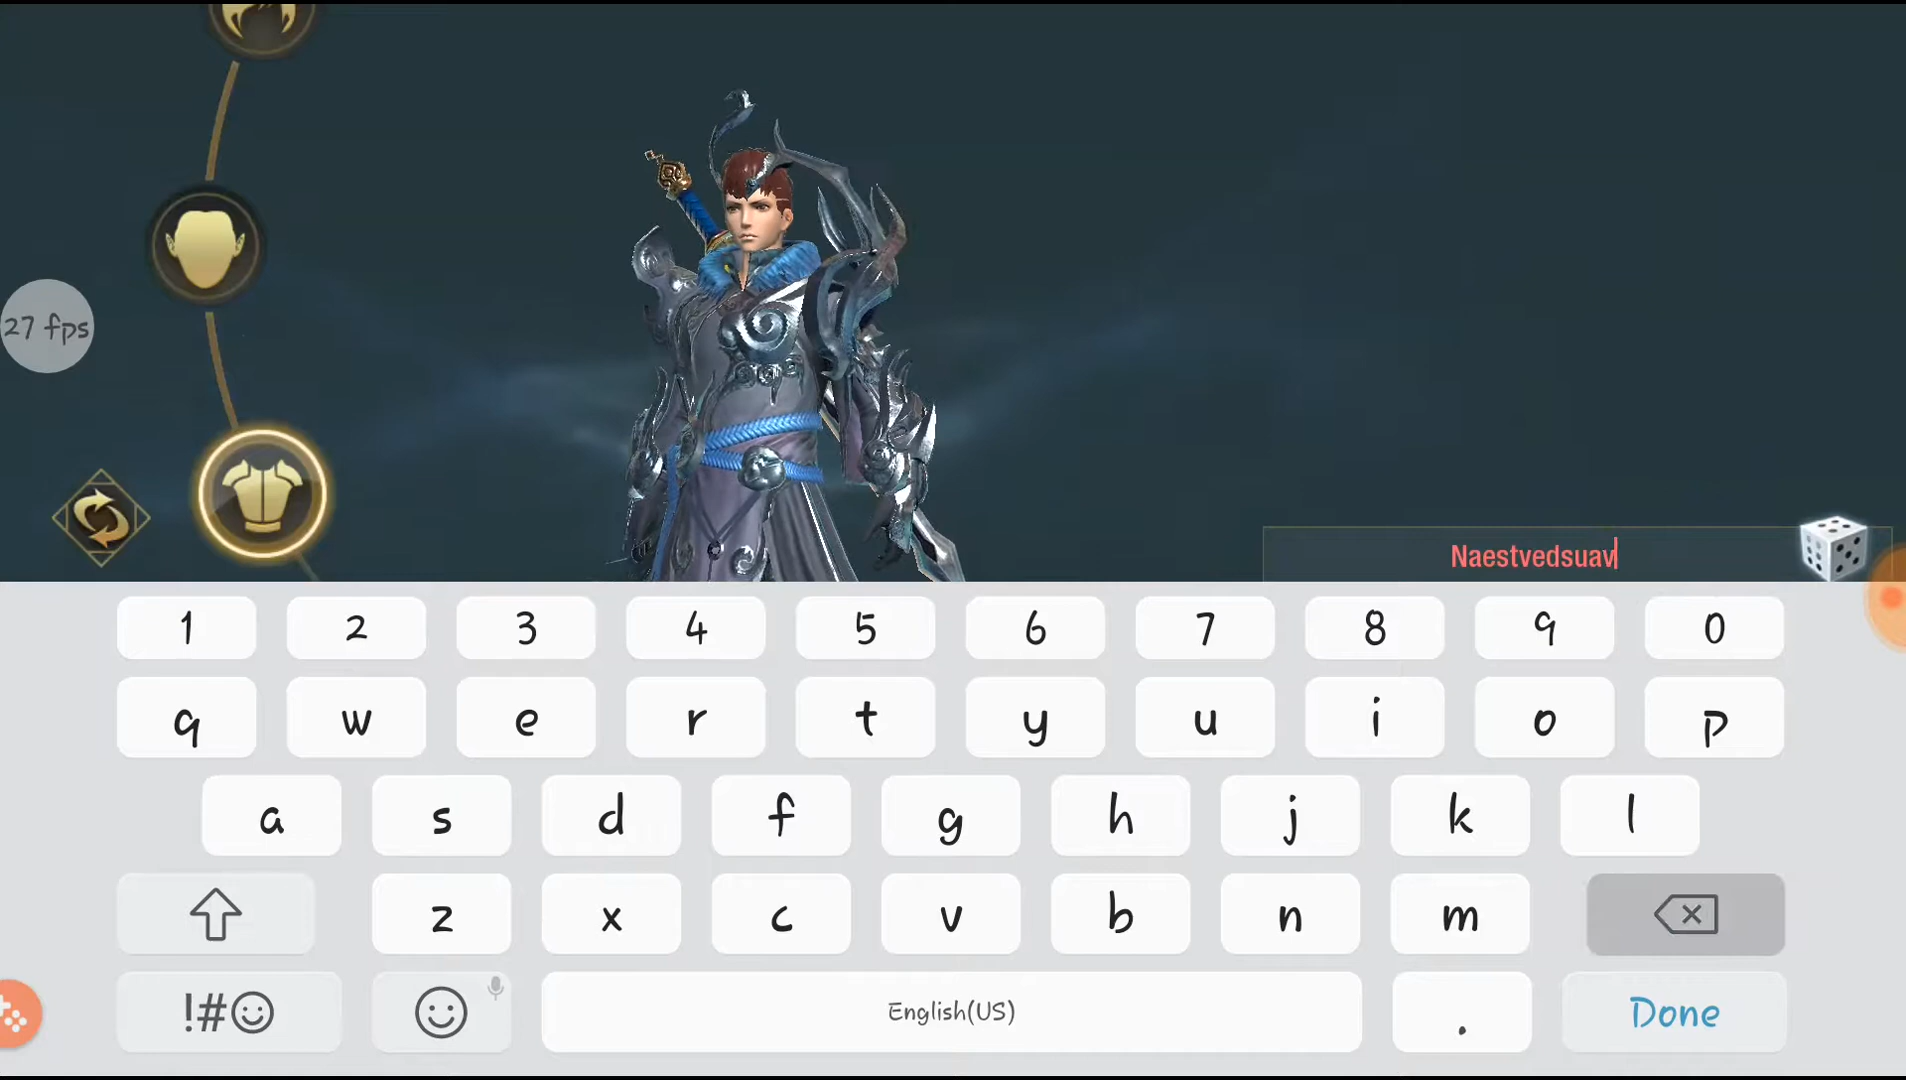 27 fps
Naestvedsuav
1 2 3 4 5 6 7 8 9 0
q w e r t y u i o p
a s d f g h j k l
z x c v b n m
!#☺ English(US) . Done